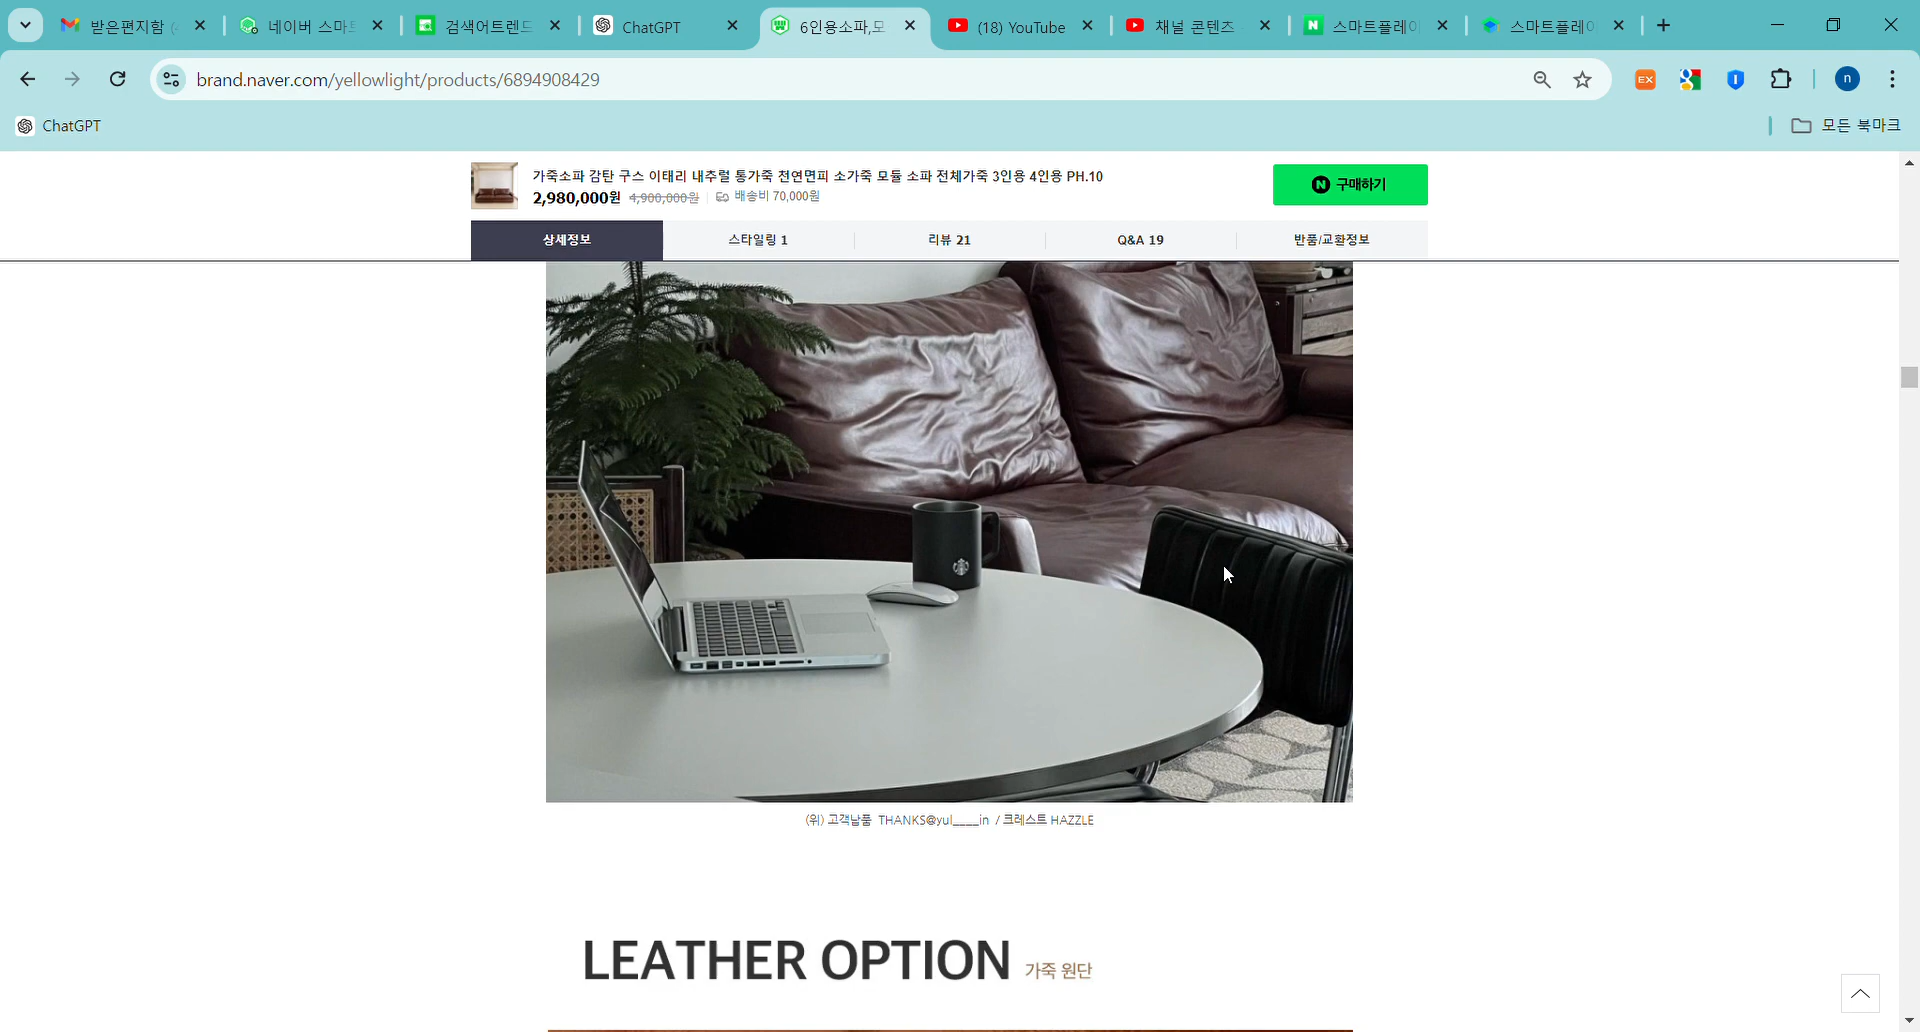 받은편지함
네이버 스마트
검색어트렌드
ChatGPT
6인용소파,모
(18) YouTube
채널 콘텐츠
스마트플레이
스마트플레이
brand.naver.com/yellowlight/products/6894908429
EX
n
ChatGPT
모든 북마크
가죽소파 감탄 구스 이태리 내추럴 통가죽 천연면피 소가죽 모듈 소파 전체가죽 3인용 4인용 PH.10
2,980,000원 4,900,000원 배송비 70,000원
N 구매하기
상세정보
스타일링 1
리뷰 21
Q&A 19
반품/교환정보
(위) 고객납품 THANKS@yul____in / 크레스트 HAZZLE
LEATHER OPTION 가죽 원단